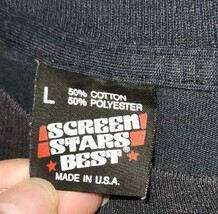 L 50% COTTON
50% POLYESTER
SCREEN
STARS
BEST®
MADE IN U.S.A.